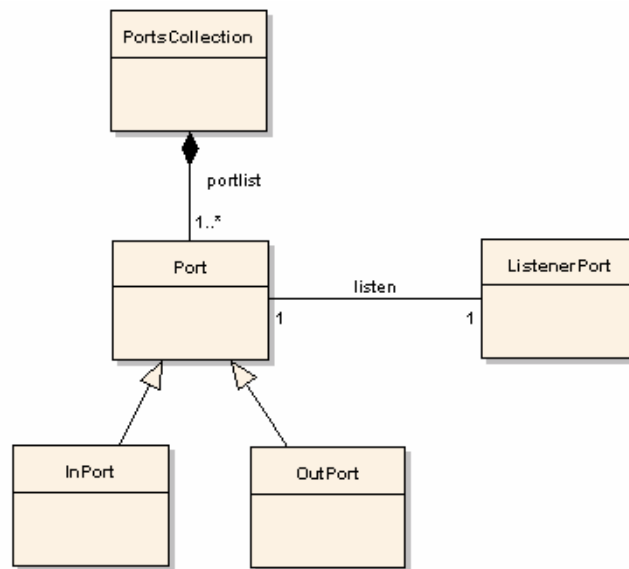 PortsCollection
portlist
1..*
Port
ListenerPort
listen
1
1
InPort
OutPort